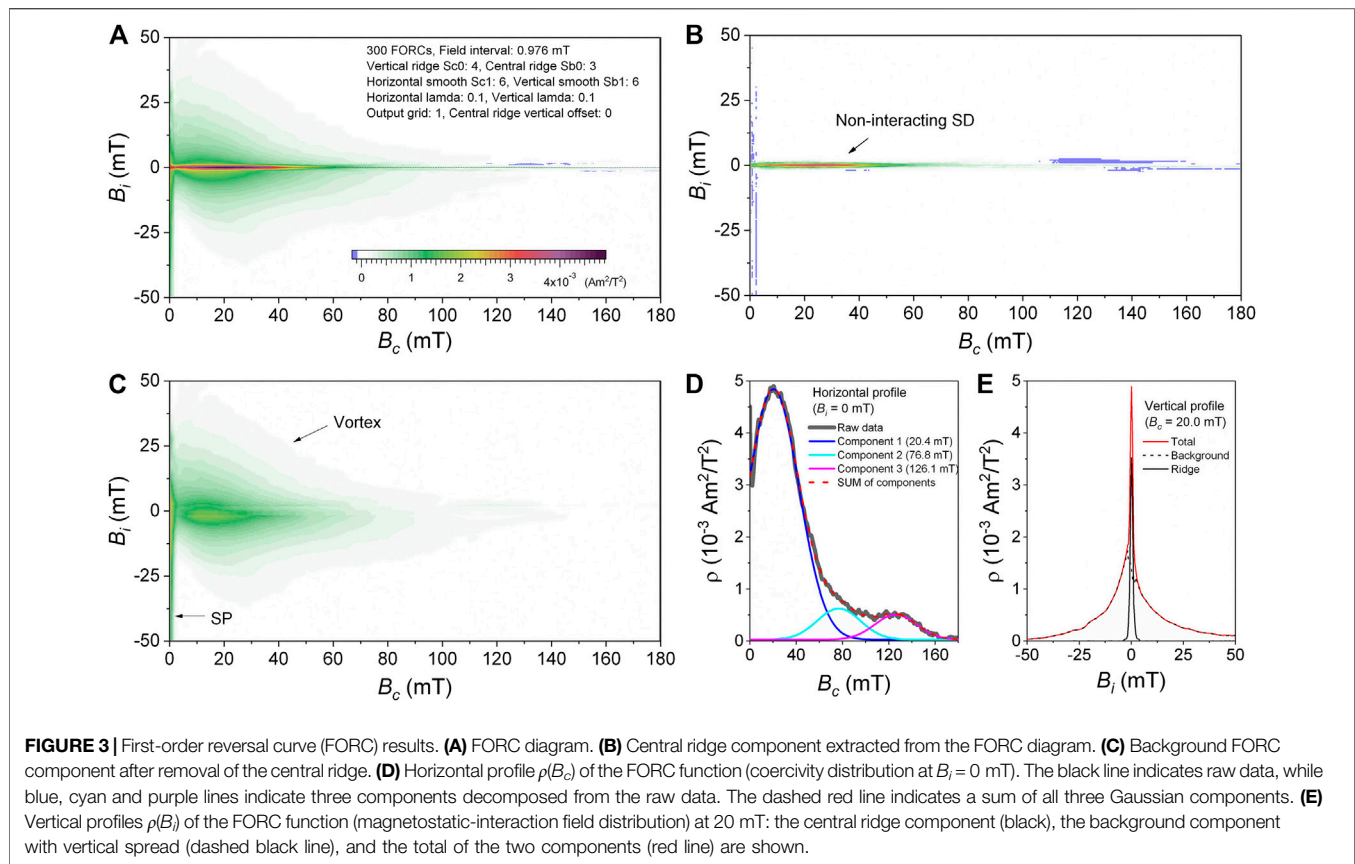 A
300 FORCs, Field interval: 0.976 mT
Vertical ridge Sc0: 4, Central ridge Sb0: 3
Horizontal smooth Sc1: 6, Vertical smooth Sb1: 6
Horizontal lamda: 0.1, Vertical lamda: 0.1
Output grid: 1, Central ridge vertical offset: 0
50
25
0
-25
-50
Bi (mT)
0 1 2 3 4x10⁻³ (Am²/T²)
0 20 40 60 80 100 120 140 160 180
Bc (mT)
B
Non-interacting SD
50
25
0
-25
-50
Bi (mT)
0 20 40 60 80 100 120 140 160 180
Bc (mT)
C
Vortex
SP
50
25
0
-25
-50
Bi (mT)
0 20 40 60 80 100 120 140 160 180
Bc (mT)
D
Horizontal profile
(Bi = 0 mT)
Raw data
Component 1 (20.4 mT)
Component 2 (76.8 mT)
Component 3 (126.1 mT)
SUM of components
5
4
3
2
1
0
ρ (10⁻³ Am²/T²)
0 40 80 120 160
Bc (mT)
E
Vertical profile
(Bc = 20.0 mT)
Total
Background
Ridge
5
4
3
2
1
0
ρ (10⁻³ Am²/T²)
-50 -25 0 25 50
Bi (mT)
FIGURE 3 | First-order reversal curve (FORC) results. (A) FORC diagram. (B) Central ridge component extracted from the FORC diagram. (C) Background FORC
component after removal of the central ridge. (D) Horizontal profile ρ(Bc) of the FORC function (coercivity distribution at Bi = 0 mT). The black line indicates raw data, while
blue, cyan and purple lines indicate three components decomposed from the raw data. The dashed red line indicates a sum of all three Gaussian components. (E)
Vertical profiles ρ(Bi) of the FORC function (magnetostatic-interaction field distribution) at 20 mT: the central ridge component (black), the background component
with vertical spread (dashed black line), and the total of the two components (red line) are shown.